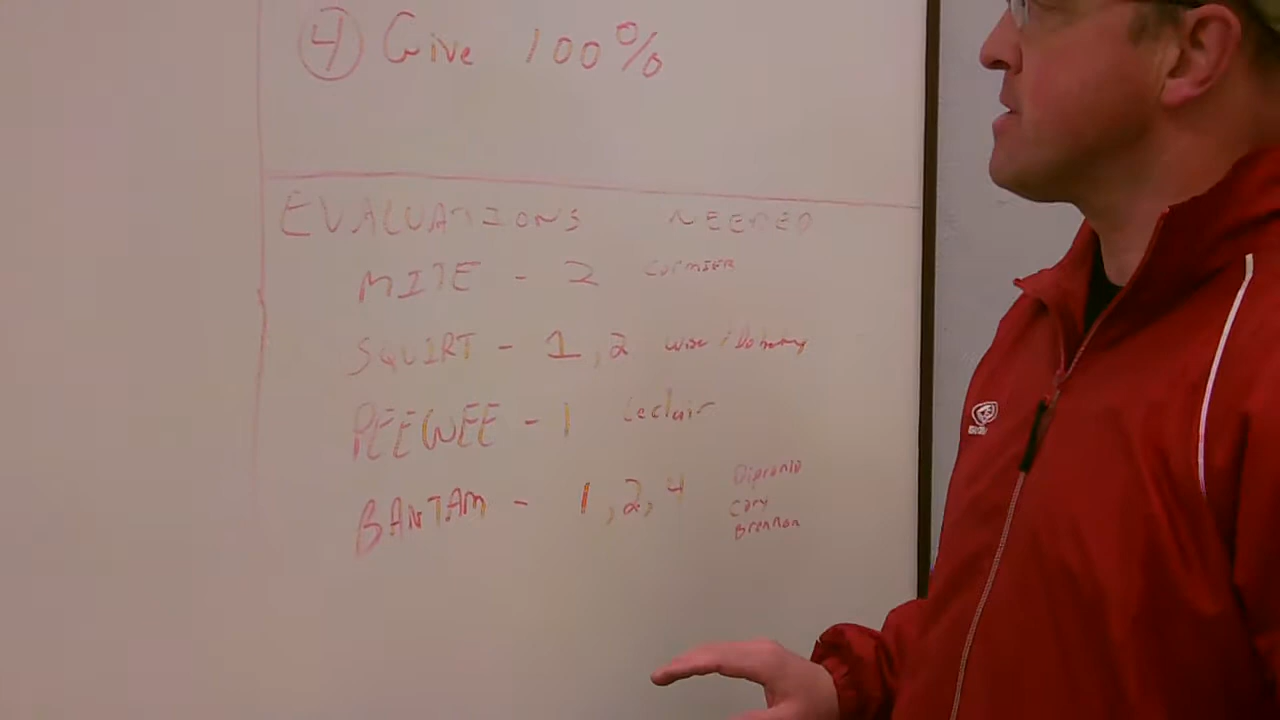 4 Give 100%
EVALUATIONS NEEDED
MITE - 2 CORMIER
SQUIRT - 1,2 Wise / Doherty
PEEWEE - 1 Leclair
BANTAM - 1,2,4 Dipronio
Cary
Brennan